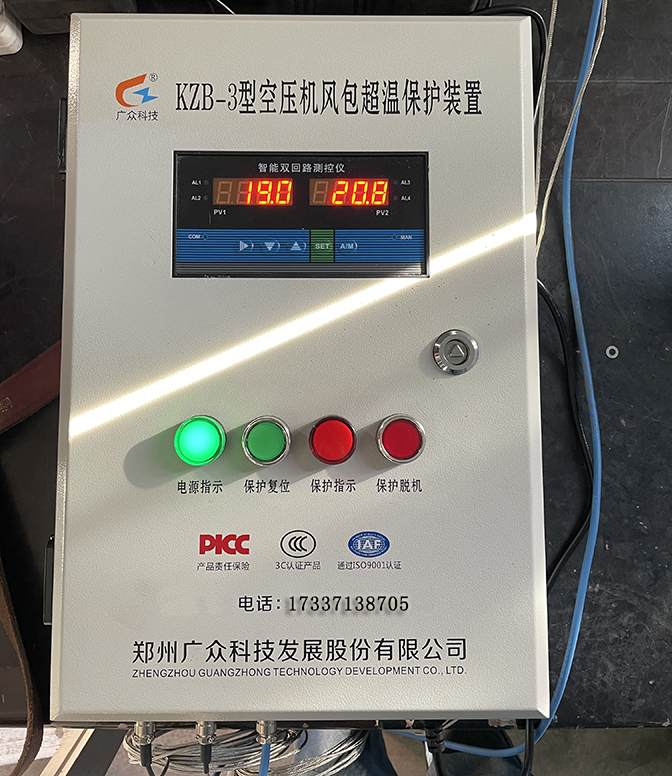 ®
广众科技
KZB-3型空压机风包超温保护装置
智能双回路测控仪
AL1 19.0 20.8 AL3
AL2 AL4
PV1 PV2
COM MAN
SET A/M
电源指示 保护复位 保护指示 保护脱机
PICC CCC IAF
产品责任保险 3C认证产品 通过ISO9001认证
电话：17337138705
郑州广众科技发展股份有限公司
ZHENGZHOU GUANGZHONG TECHNOLOGY DEVELOPMENT CO., LTD.